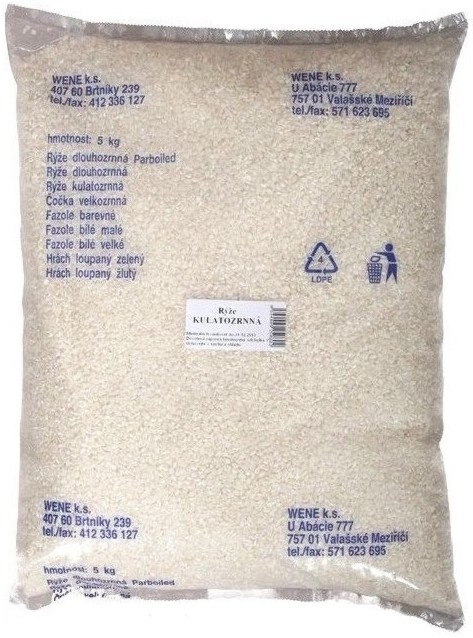 WENE k.s.
407 60 Brtníky 239
tel./fax: 412 336 127
WENE k.s.
U Abácie 777
757 01 Valašské Meziříčí
tel./fax: 571 623 695
hmotnost: 5 kg
Rýže dlouhozrnná Parboiled
Rýže dlouhozrnná
Rýže kulatozrnná
Čočka velkozrnná
Fazole barevné
Fazole bílé malé
Fazole bílé velké
Hrách loupaný zelený
Hrách loupaný žlutý
4
LDPE
Rýže
KULATOZRNNÁ
WENE k.s.
407 60 Brtníky 239
tel./fax: 412 336 127
WENE k.s.
U Abácie 777
757 01 Valašské Meziříčí
tel./fax: 571 623 695
hmotnost: 5 kg
Rýže dlouhozrnná Parboiled
Rýže dlouhozrnná